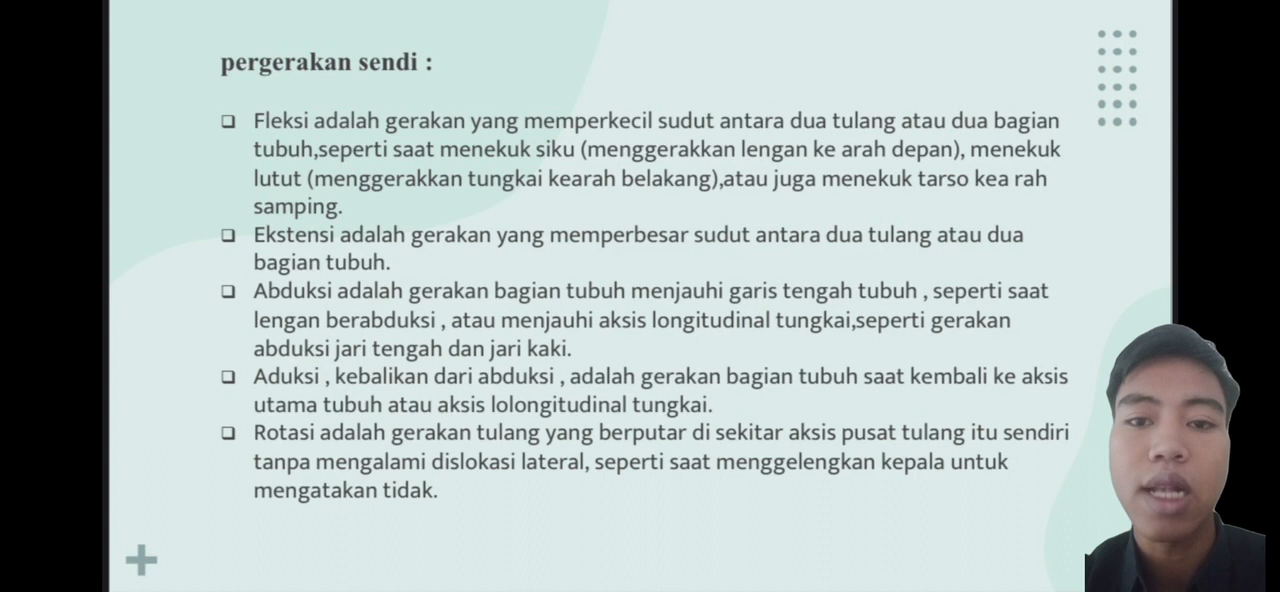 pergerakan sendi :
Fleksi adalah gerakan yang memperkecil sudut antara dua tulang atau dua bagian
tubuh,seperti saat menekuk siku (menggerakkan lengan ke arah depan), menekuk
lutut (menggerakkan tungkai kearah belakang),atau juga menekuk tarso kea rah
samping.
Ekstensi adalah gerakan yang memperbesar sudut antara dua tulang atau dua
bagian tubuh.
Abduksi adalah gerakan bagian tubuh menjauhi garis tengah tubuh , seperti saat
lengan berabduksi , atau menjauhi aksis longitudinal tungkai,seperti gerakan
abduksi jari tengah dan jari kaki.
Aduksi , kebalikan dari abduksi , adalah gerakan bagian tubuh saat kembali ke aksis
utama tubuh atau aksis lolongitudinal tungkai.
Rotasi adalah gerakan tulang yang berputar di sekitar aksis pusat tulang itu sendiri
tanpa mengalami dislokasi lateral, seperti saat menggelengkan kepala untuk
mengatakan tidak.